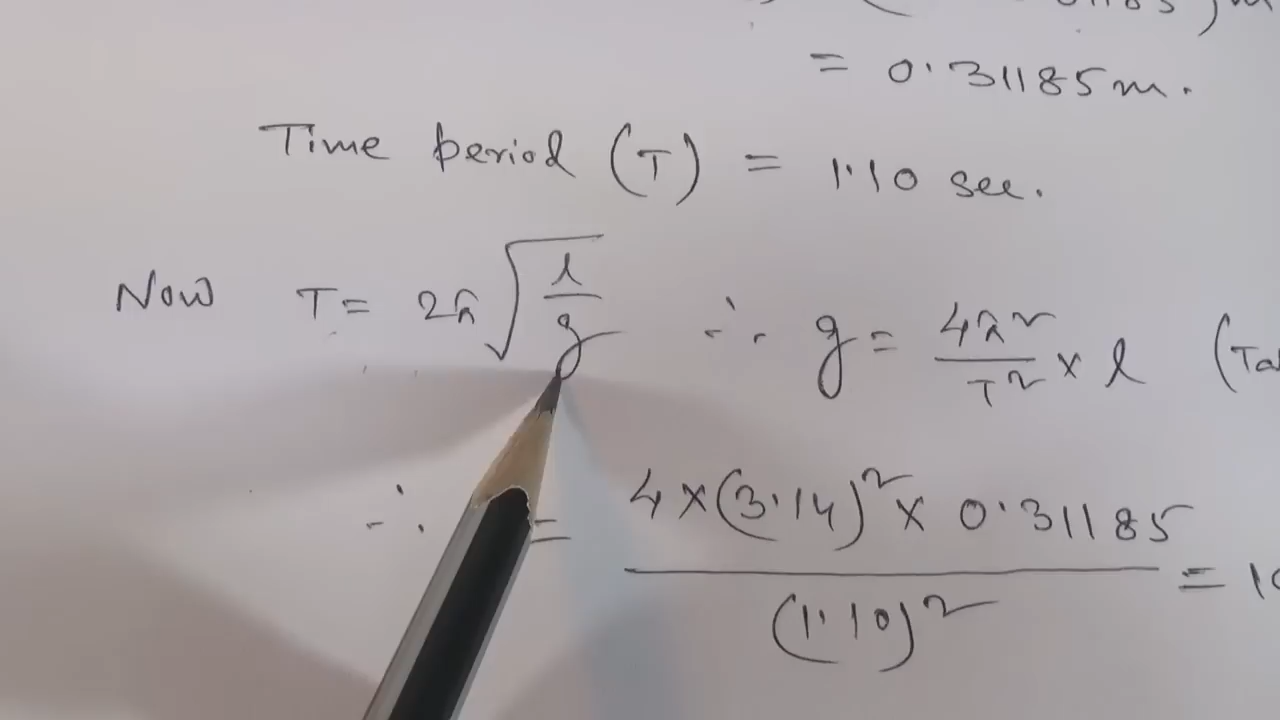 = 0.31185m.
Time period (T) = 1.10 sec.
Now T = 2π√(l/g) ∴ g = 4π²/T² × l
∴ = 4×(3.14)²× 0.31185/(1.10)² =